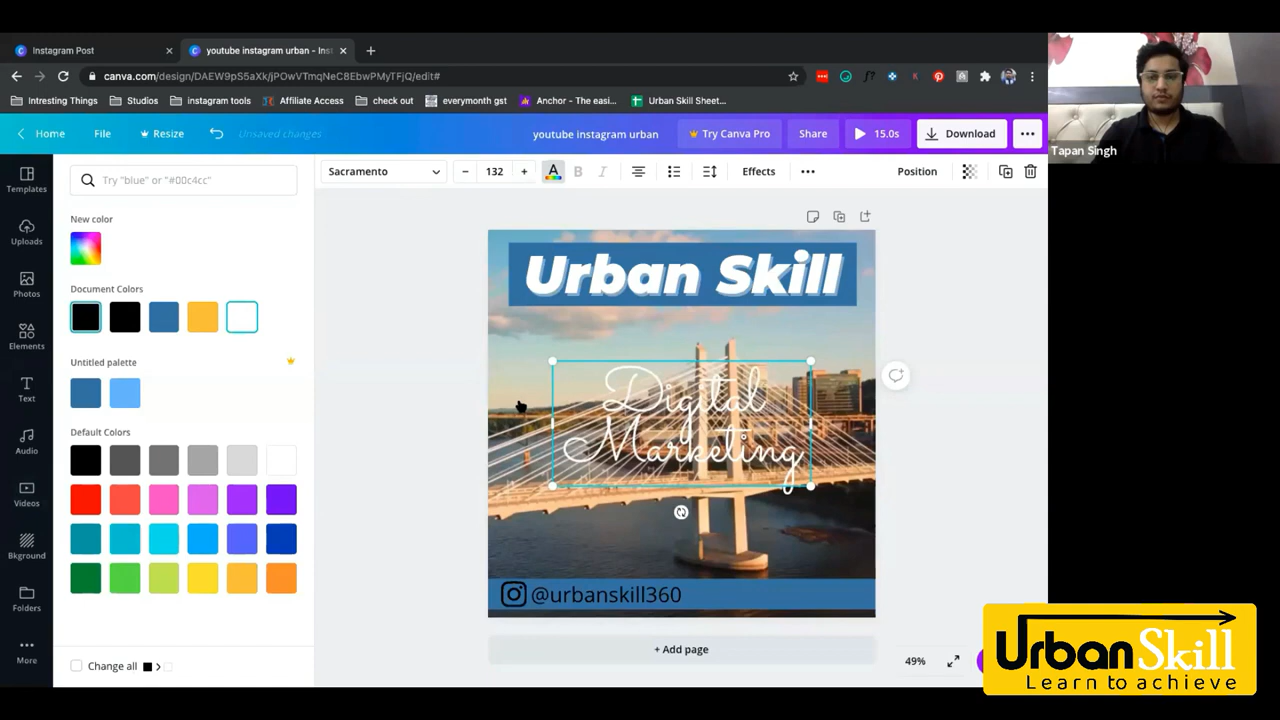 Instagram Post
youtube instagram urban - Inst
canva.com/design/DAEW9pS5aXk/jPOwVTmqNeC8EbwPMyTFjQ/edit#
Intresting Things
Studios
instagram tools
Affiliate Access
check out
everymonth gst
Anchor - The easi...
Urban Skill Sheet...
Home
File
Resize
Unsaved changes
youtube instagram urban
Try Canva Pro
Share
15.0s
Download
Tapan Singh
Templates
Uploads
Photos
Elements
Text
Audio
Videos
Bkground
Folders
More
Try "blue" or "#00c4cc"
New color
Document Colors
Untitled palette
Default Colors
Change all
Sacramento
132
A
B
I
Effects
Position
Urban Skill
Digital
Marketing
@urbanskill360
+ Add page
49%
Urban Skill
Learn to achieve